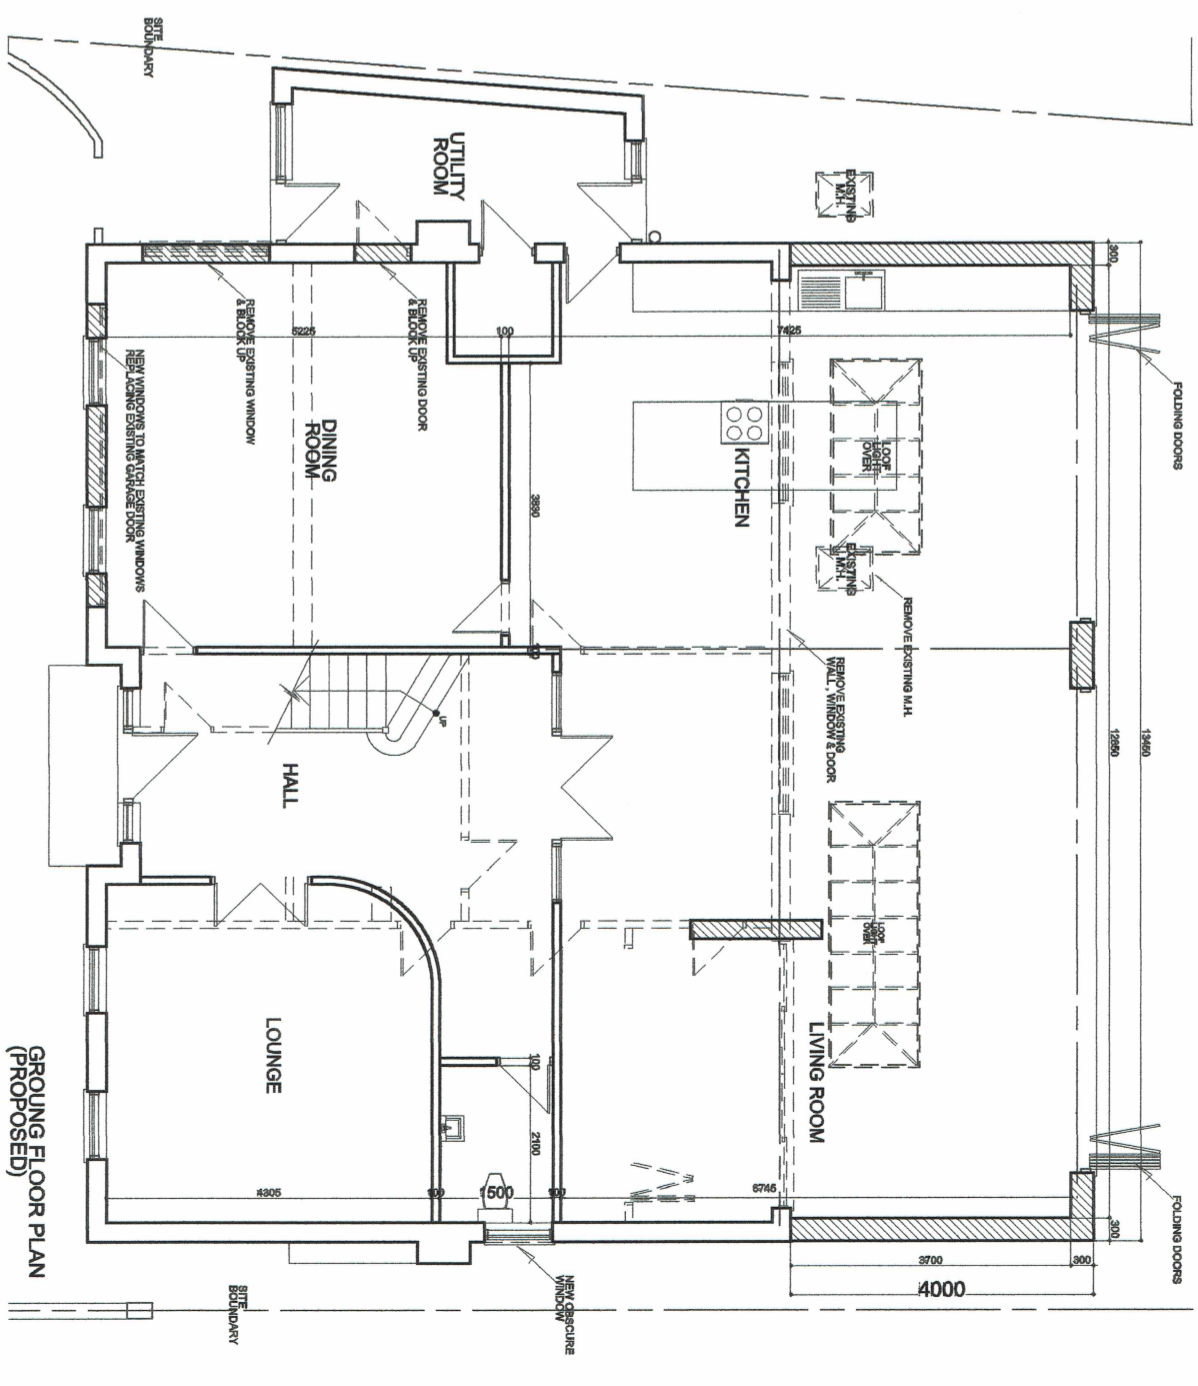 SITE
BOUNDARY
UTILITY
ROOM
EXISTING
M.H.
REMOVE EXISTING WINDOW
& BLOCK UP
REMOVE EXISTING DOOR
& BLOCK UP
NEW WINDOWS TO MATCH EXISTING WINDOWS
REPLACING EXISTING GARAGE DOOR
5225
100
7425
300
FOLDING DOORS
DINING
ROOM
3890
KITCHEN
LOOF
LIGHT
OVER
EXISTING
M.H.
REMOVE EXISTING M.H.
REMOVE EXISTING
WALL, WINDOW & DOOR
12850
13450
UP
HALL
LOOF
LIGHT
OVER
LOUNGE
LIVING ROOM
100
2100
4305
100
1500
100
6745
300
FOLDING DOORS
3700
300
4000
NEW OBSCURE
WINDOW
SITE
BOUNDARY
GROUNG FLOOR PLAN
(PROPOSED)